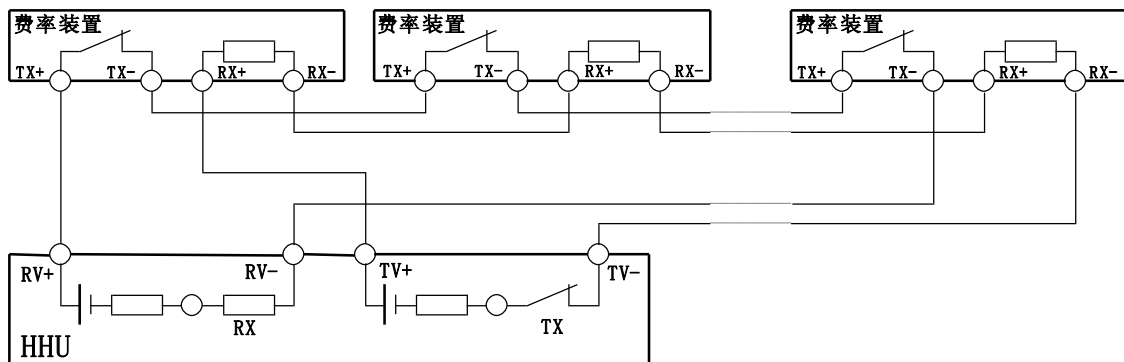 费率装置 费率装置 费率装置
TX+ TX- RX+ RX- TX+ TX- RX+ RX- TX+ TX- RX+ RX-
RV+ RV- TV+ TV-
RX TX
HHU